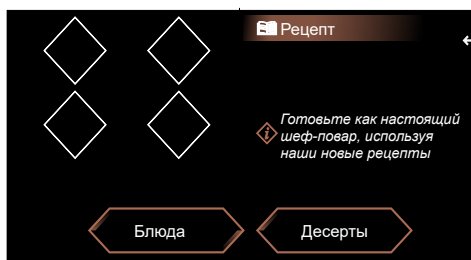 Рецепт
Готовьте как настоящий
шеф-повар, используя
наши новые рецепты
Блюда
Десерты